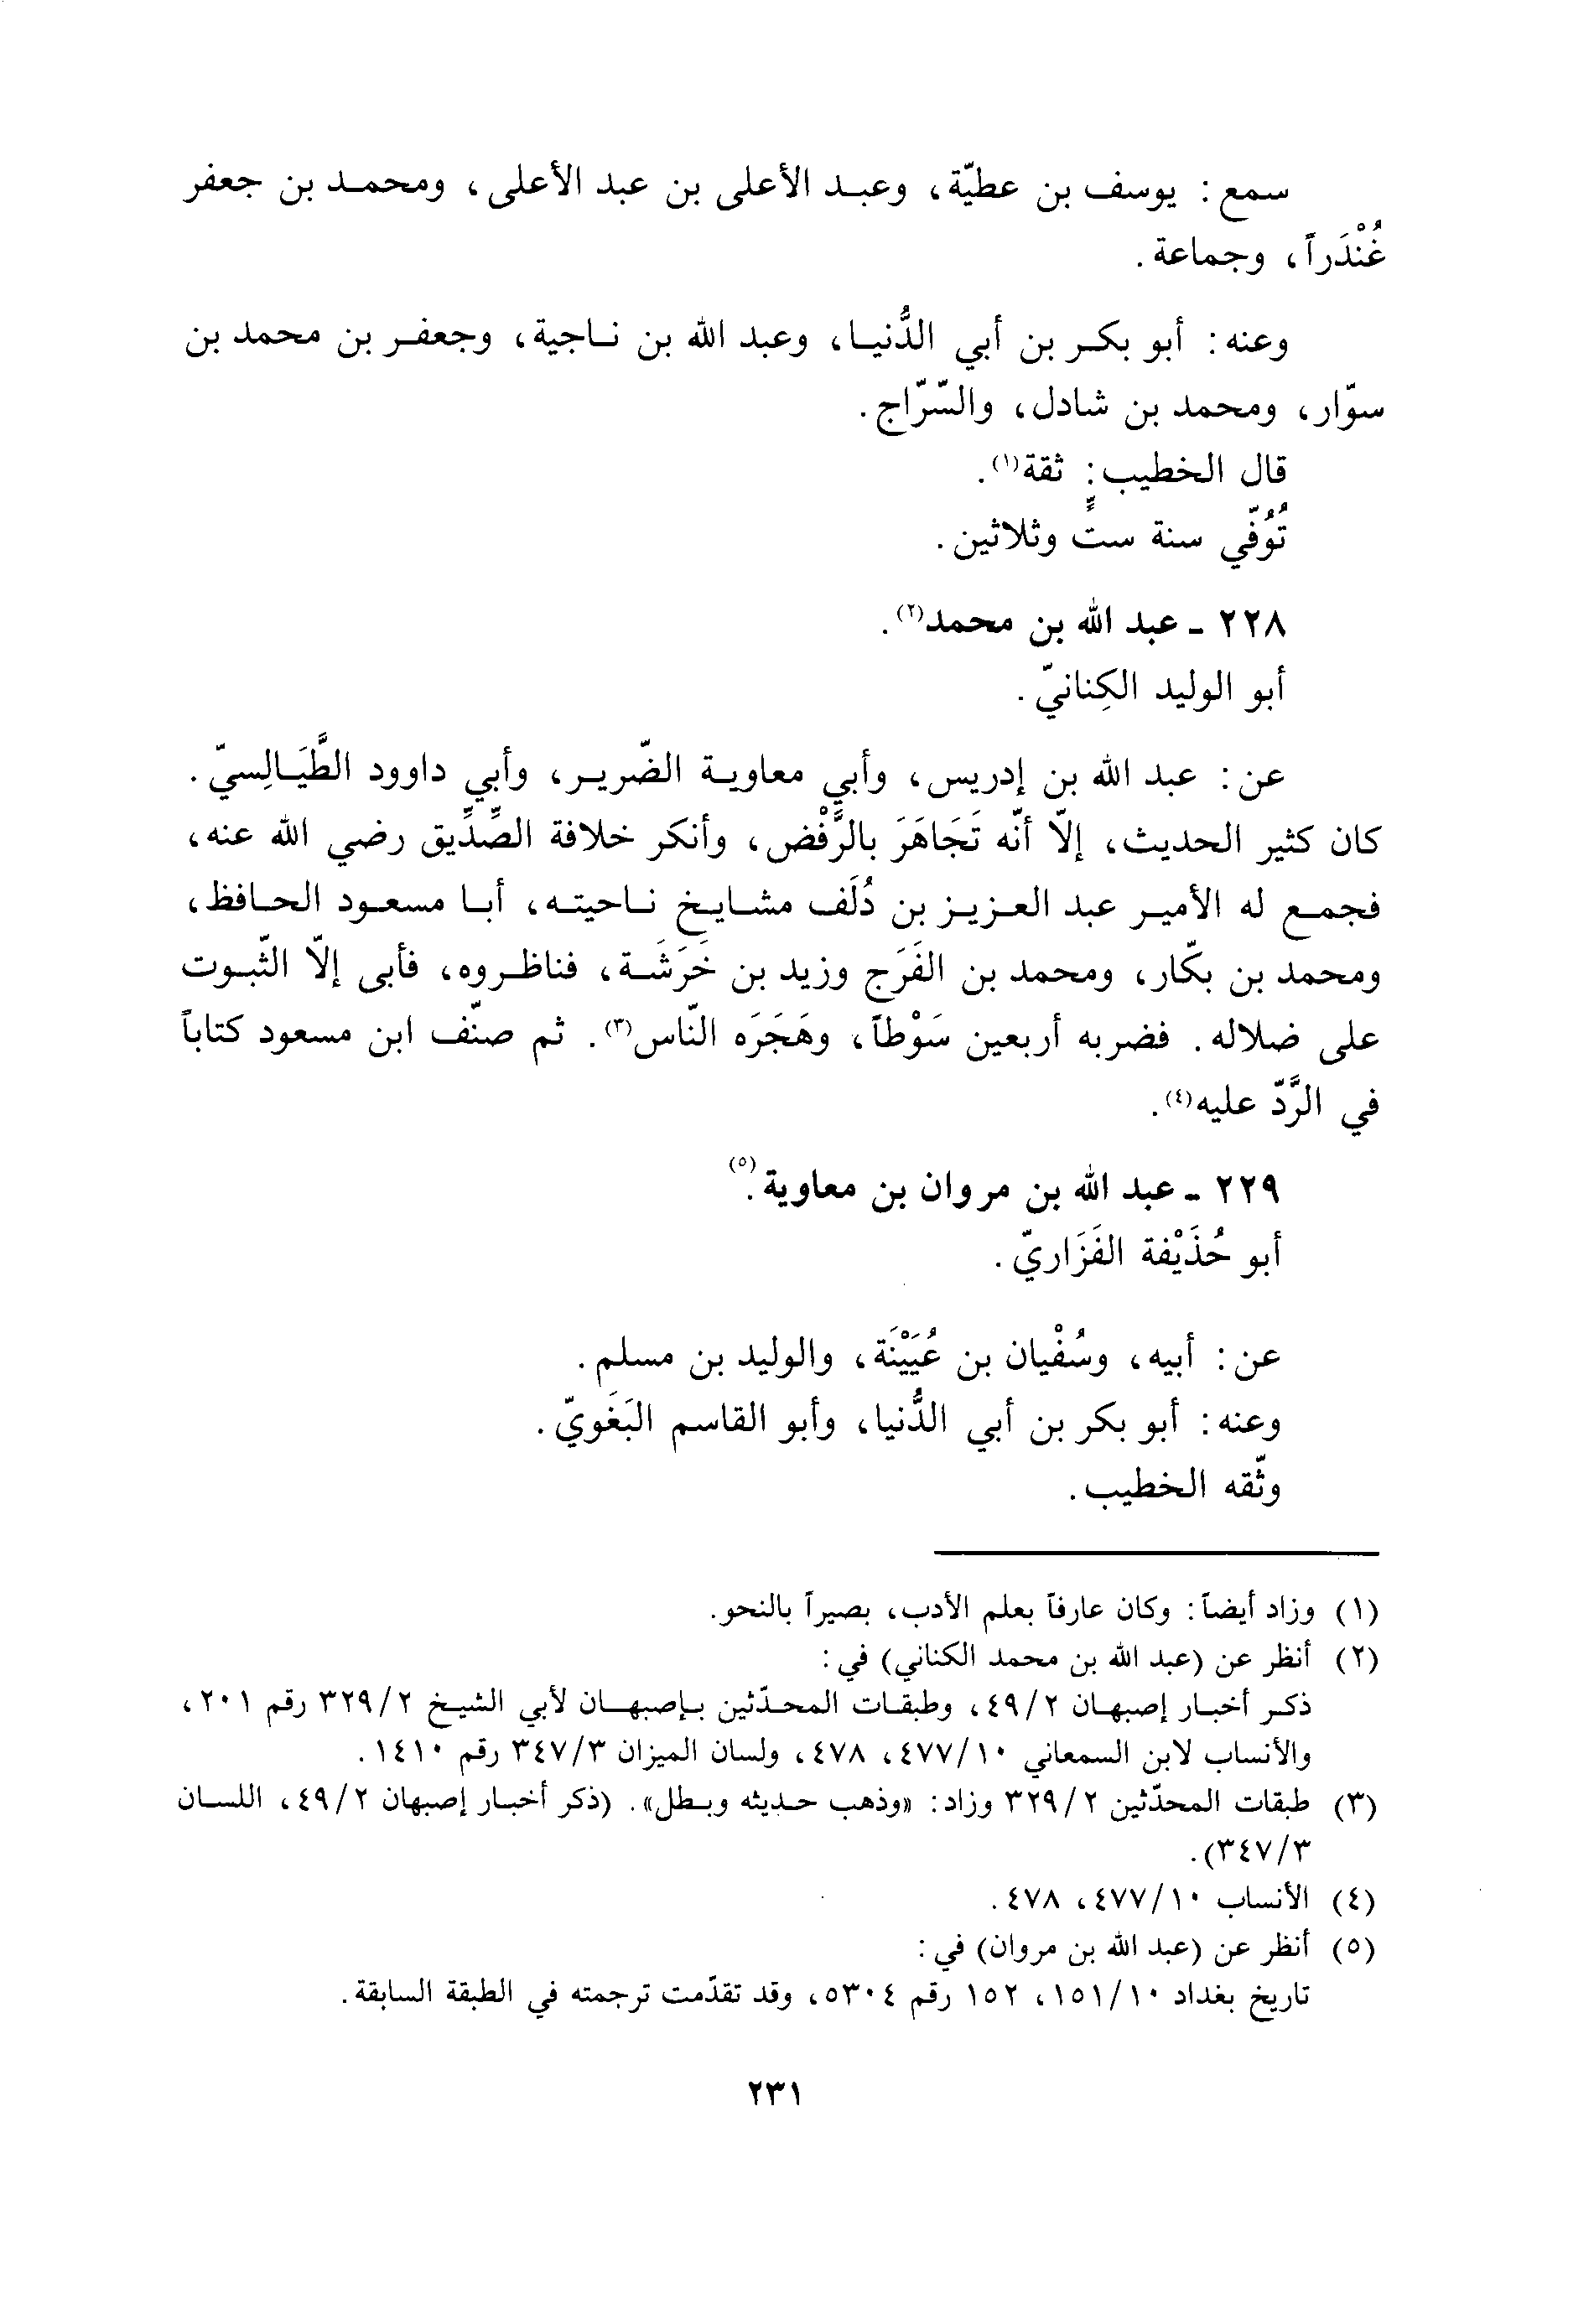 سمع: يوسف بن عطيّة، وعبد الأعلى بن عبد الأعلى، ومحمد بن جعفر
غُنْدَراً، وجماعة.
وعنه: أبو بكر بن أبي الدُّنيا، وعبد الله بن ناجية، وجعفر بن محمد بن
سوّار، ومحمد بن شادل، والسّرّاج.
قال الخطيب: ثقة(١).
تُوُفّي سنة ستٍّ وثلاثين.
٢٢٨ ـ عبد الله بن محمد(٢).
أبو الوليد الكِنانيّ.
عن: عبد الله بن إدريس، وأبي معاوية الضّرير، وأبي داوود الطَّيَالِسيّ.
كان كثير الحديث، إلاّ أنّه تَجَاهَرَ بالرَّفْض، وأنكر خلافة الصِّدِّيق رضي الله عنه،
فجمع له الأمير عبد العزيز بن دُلَف مشايخ ناحيته، أبا مسعود الحافظ،
ومحمد بن بكّار، ومحمد بن الفَرَج وزيد بن خَرَشَة، فناظروه، فأبى إلاّ الثّبوت
على ضلاله. فضربه أربعين سَوْطاً، وهَجَرَه النّاس(٣). ثم صنّف ابن مسعود كتاباً
في الرَّدّ عليه(٤).
٢٢٩ ـ عبد الله بن مروان بن معاوية(٥).
أبو حُذَيْفة الفَزَاريّ.
عن: أبيه، وسُفْيان بن عُيَيْنَة، والوليد بن مسلم.
وعنه: أبو بكر بن أبي الدُّنيا، وأبو القاسم البَغَويّ.
وثّقه الخطيب.
(١) وزاد أيضاً: وكان عارفاً بعلم الأدب، بصيراً بالنحو.
(٢) أنظر عن (عبد الله بن محمد الكناني) في:
ذكر أخبار إصبهان ٤٩/٢، وطبقات المحدّثين بإصبهان لأبي الشيخ ٣٢٩/٢ رقم ٢٠١،
والأنساب لابن السمعاني ٤٧٧/١٠، ٤٧٨، ولسان الميزان ٣٤٧/٣ رقم ١٤١٠.
(٣) طبقات المحدّثين ٣٢٩/٢ وزاد: «وذهب حديثه وبطل». (ذكر أخبار إصبهان ٤٩/٢، اللسان
٣٤٧/٣).
(٤) الأنساب ٤٧٧/١٠، ٤٧٨.
(٥) أنظر عن (عبد الله بن مروان) في:
تاريخ بغداد ١٥١/١٠، ١٥٢ رقم ٥٣٠٤، وقد تقدّمت ترجمته في الطبقة السابقة.
٢٣١